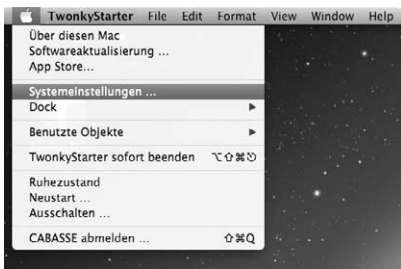 TwonkyStarter File Edit Format View Window Help
Über diesen Mac
Softwareaktualisierung ...
App Store...
Systemeinstellungen ...
Dock ▶
Benutzte Objekte ▶
TwonkyStarter sofort beenden ⌥⇧⌘⎋
Ruhezustand
Neustart ...
Ausschalten ...
CABASSE abmelden ... ⇧⌘Q